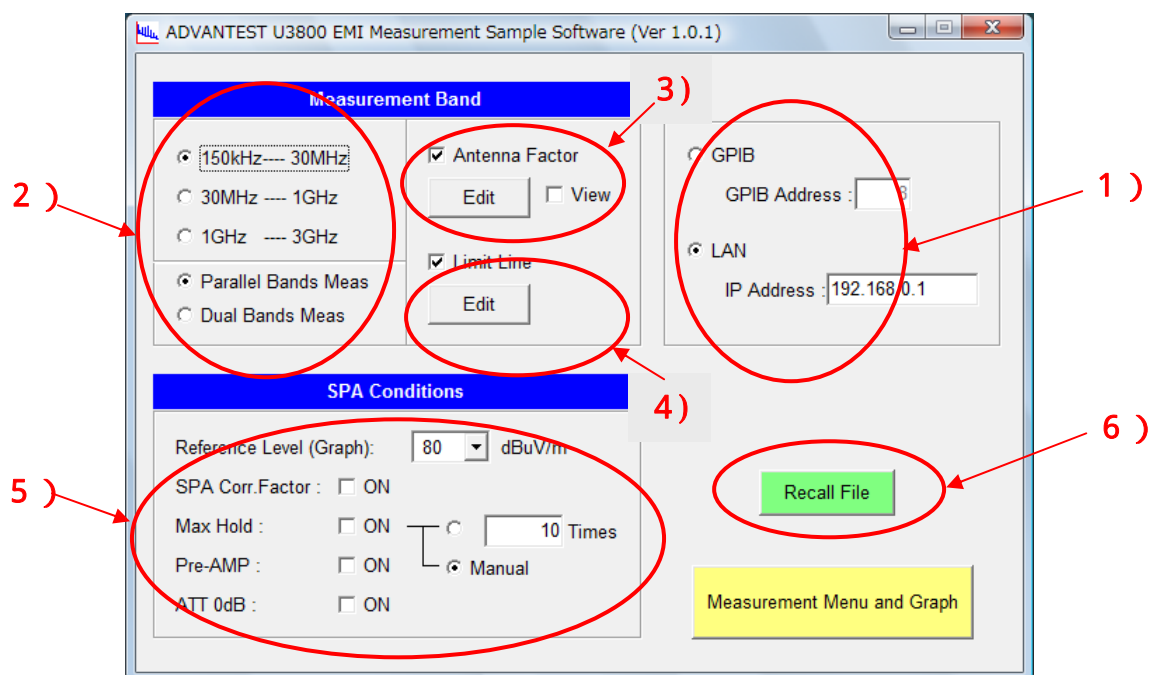 ADVANTEST U3800 EMI Measurement Sample Software (Ver 1.0.1)
Measurement Band
3)
150kHz---- 30MHz
30MHz ---- 1GHz
1GHz ---- 3GHz
Parallel Bands Meas
Dual Bands Meas
2)
Antenna Factor
Edit
View
Limit Line
Edit
4)
GPIB
GPIB Address : 8
LAN
IP Address : 192.168.0.1
1)
SPA Conditions
Reference Level (Graph): 80 dBuV/m
SPA Corr.Factor : ON
Max Hold : ON 10 Times
Pre-AMP : ON Manual
ATT 0dB : ON
5)
6)
Recall File
Measurement Menu and Graph